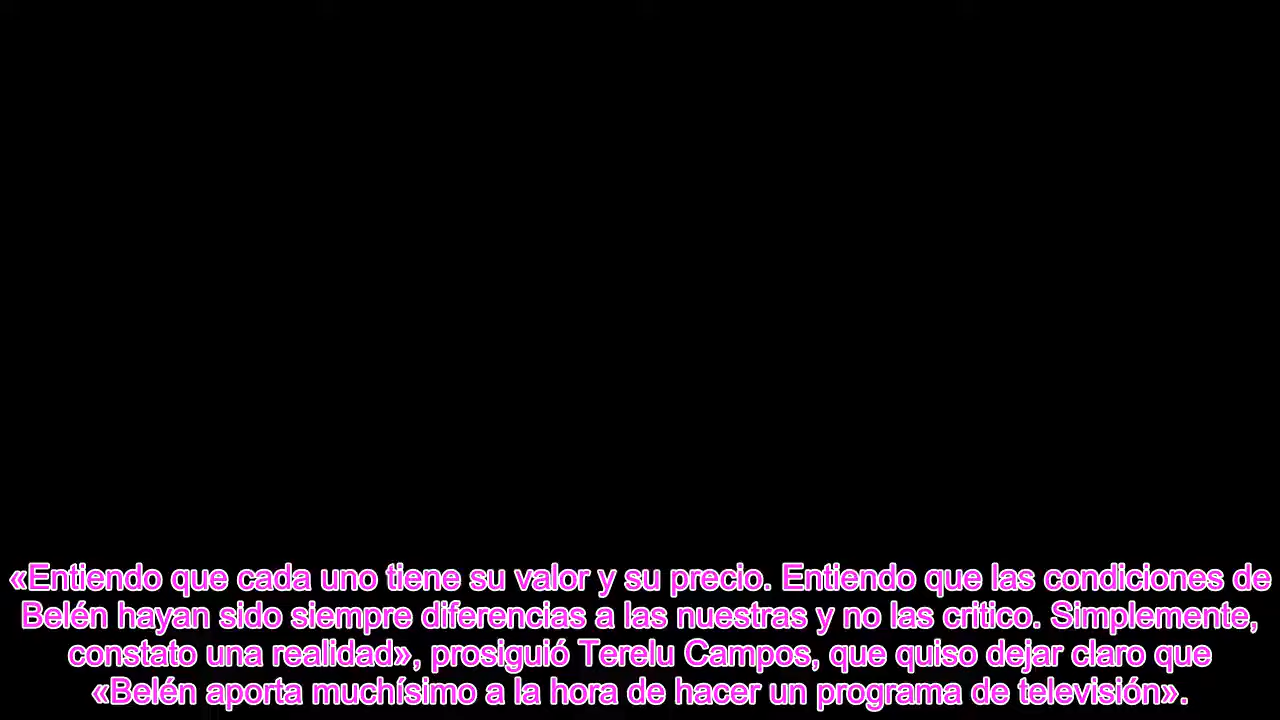 «Entiendo que cada uno tiene su valor y su precio. Entiendo que las condiciones de
Belén hayan sido siempre diferencias a las nuestras y no las critico. Simplemente,
constato una realidad», prosiguió Terelu Campos, que quiso dejar claro que
«Belén aporta muchísimo a la hora de hacer un programa de televisión».